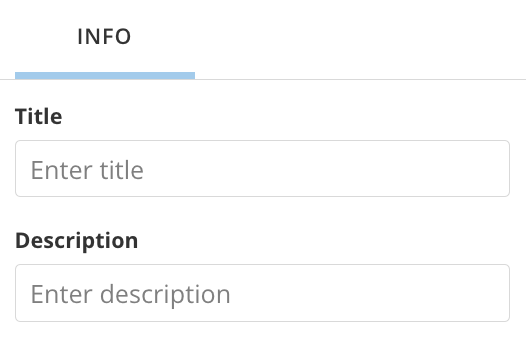 INFO
Title
Enter title
Description
Enter description